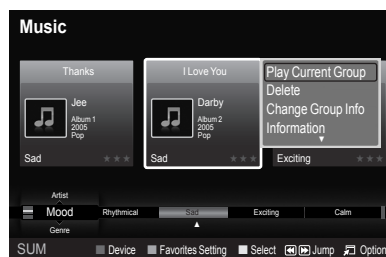 Music
Thanks
Jee
Album 1
2005
Pop
Sad
I Love You
Darby
Album 2
2005
Pop
Sad
Play Current Group
Delete
Change Group Info
Information
Exciting
Artist
Mood
Genre
Rhythmical
Sad
Exciting
Calm
SUM
Device
Favorites Setting
Select
Jump
Option